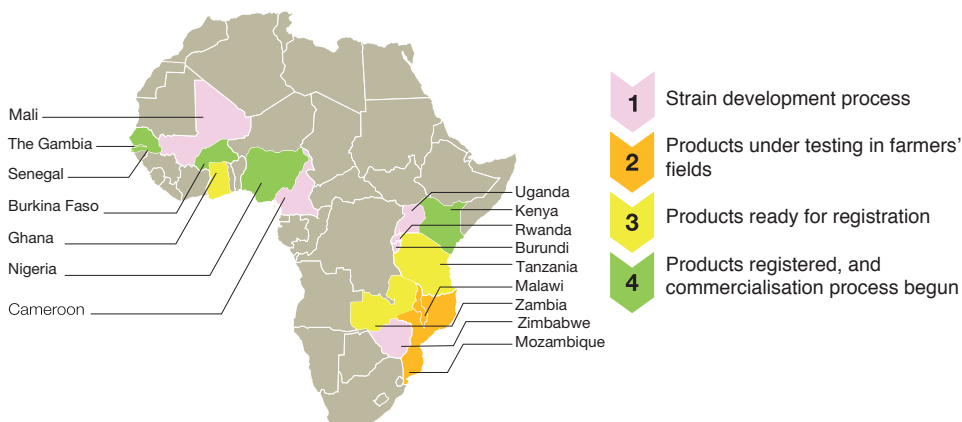 Mali
The Gambia
Senegal
Burkina Faso
Ghana
Nigeria
Cameroon
Uganda
Kenya
Rwanda
Burundi
Tanzania
Malawi
Zambia
Zimbabwe
Mozambique
1 Strain development process
2 Products under testing in farmers’
fields
3 Products ready for registration
4 Products registered, and
commercialisation process begun